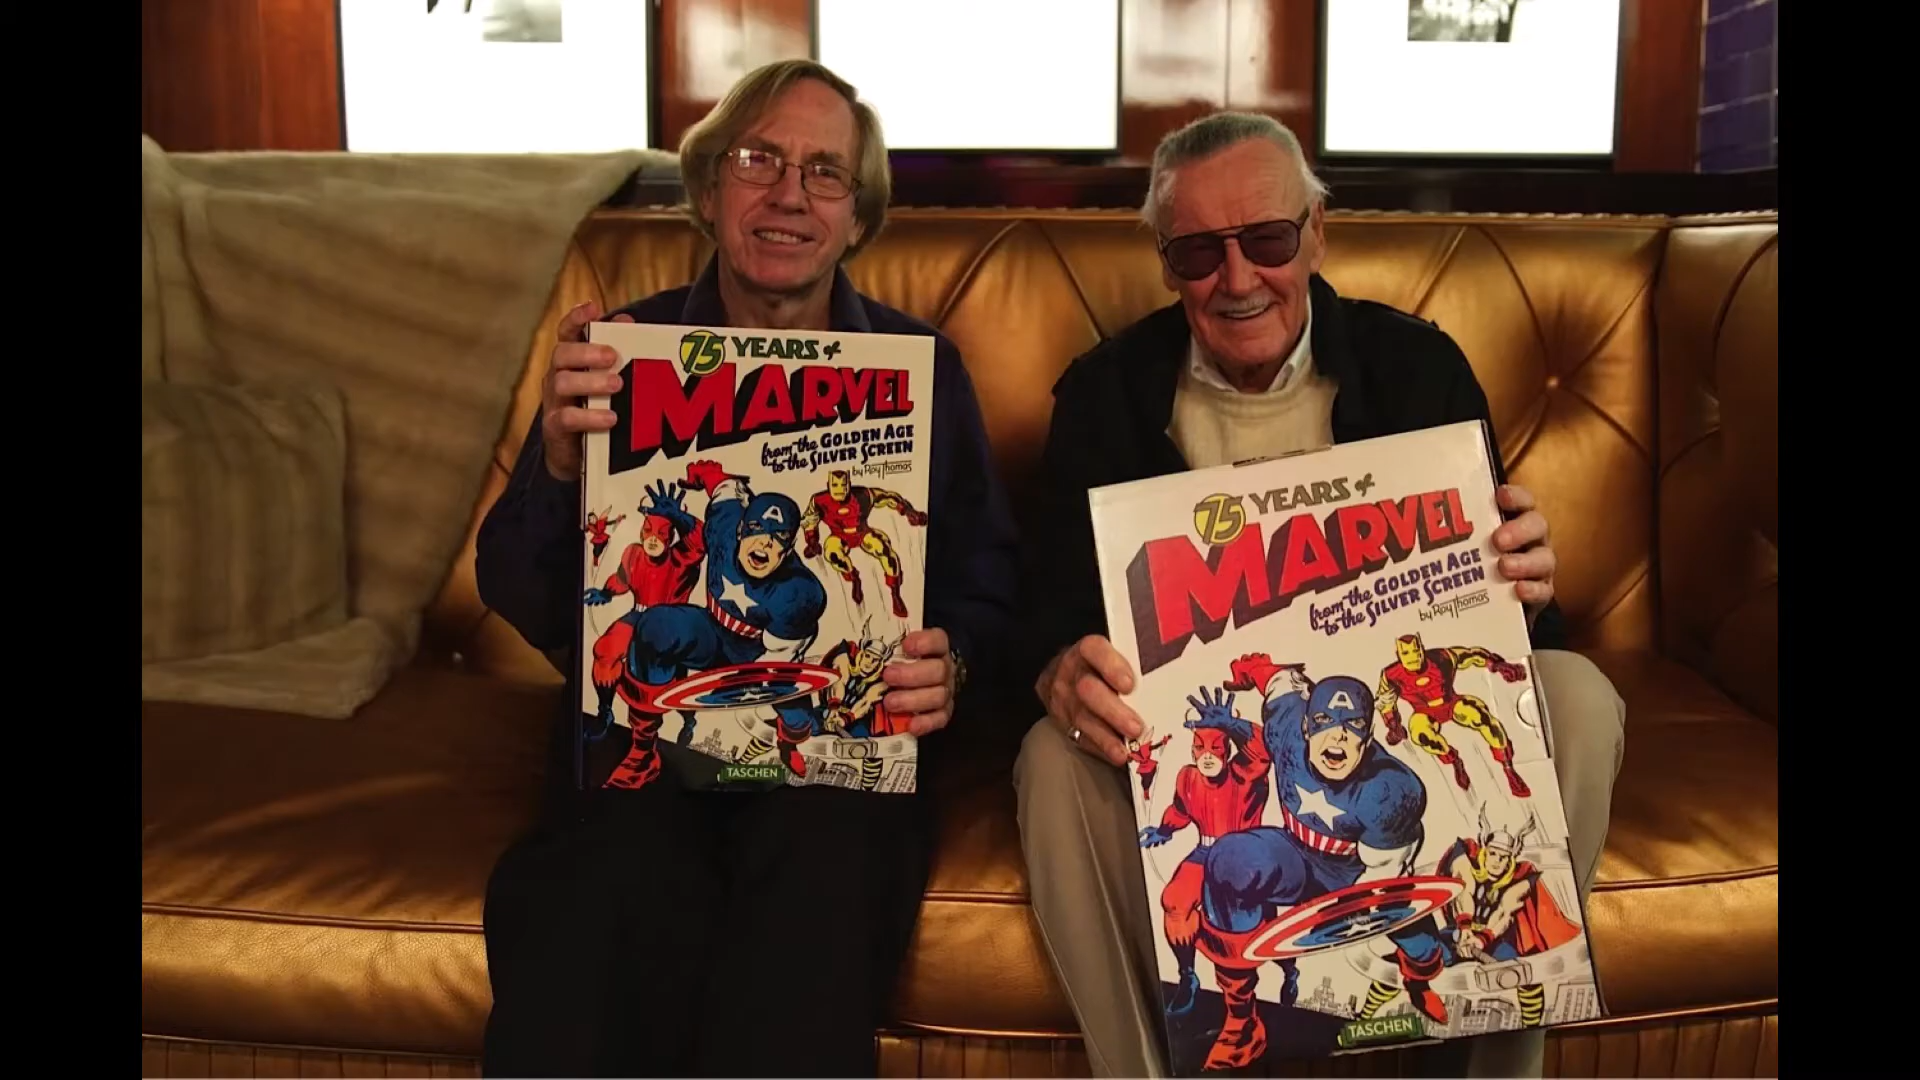 75 YEARS of
MARVEL
from the GOLDEN AGE
to the SILVER SCREEN
by Roy Thomas
A
TASCHEN
75 YEARS of
MARVEL
from the GOLDEN AGE
to the SILVER SCREEN
by Roy Thomas
A
TASCHEN